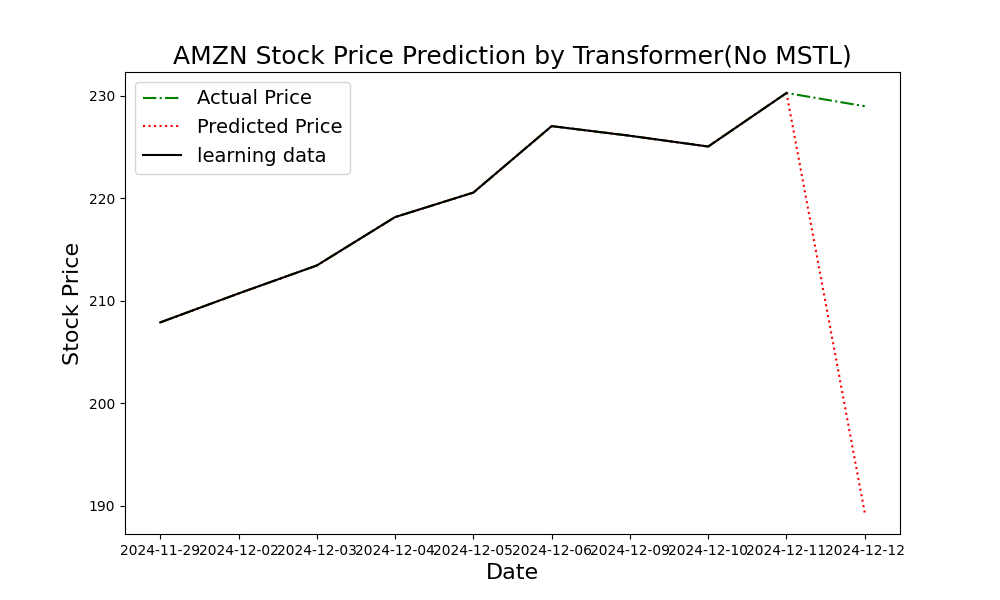 AMZN Stock Price Prediction by Transformer(No MSTL)
Actual Price
Predicted Price
learning data
Stock Price
230
220
210
200
190
2024-11-29
2024-12-02
2024-12-03
2024-12-04
2024-12-05
2024-12-06
2024-12-09
2024-12-10
2024-12-11
2024-12-12
Date